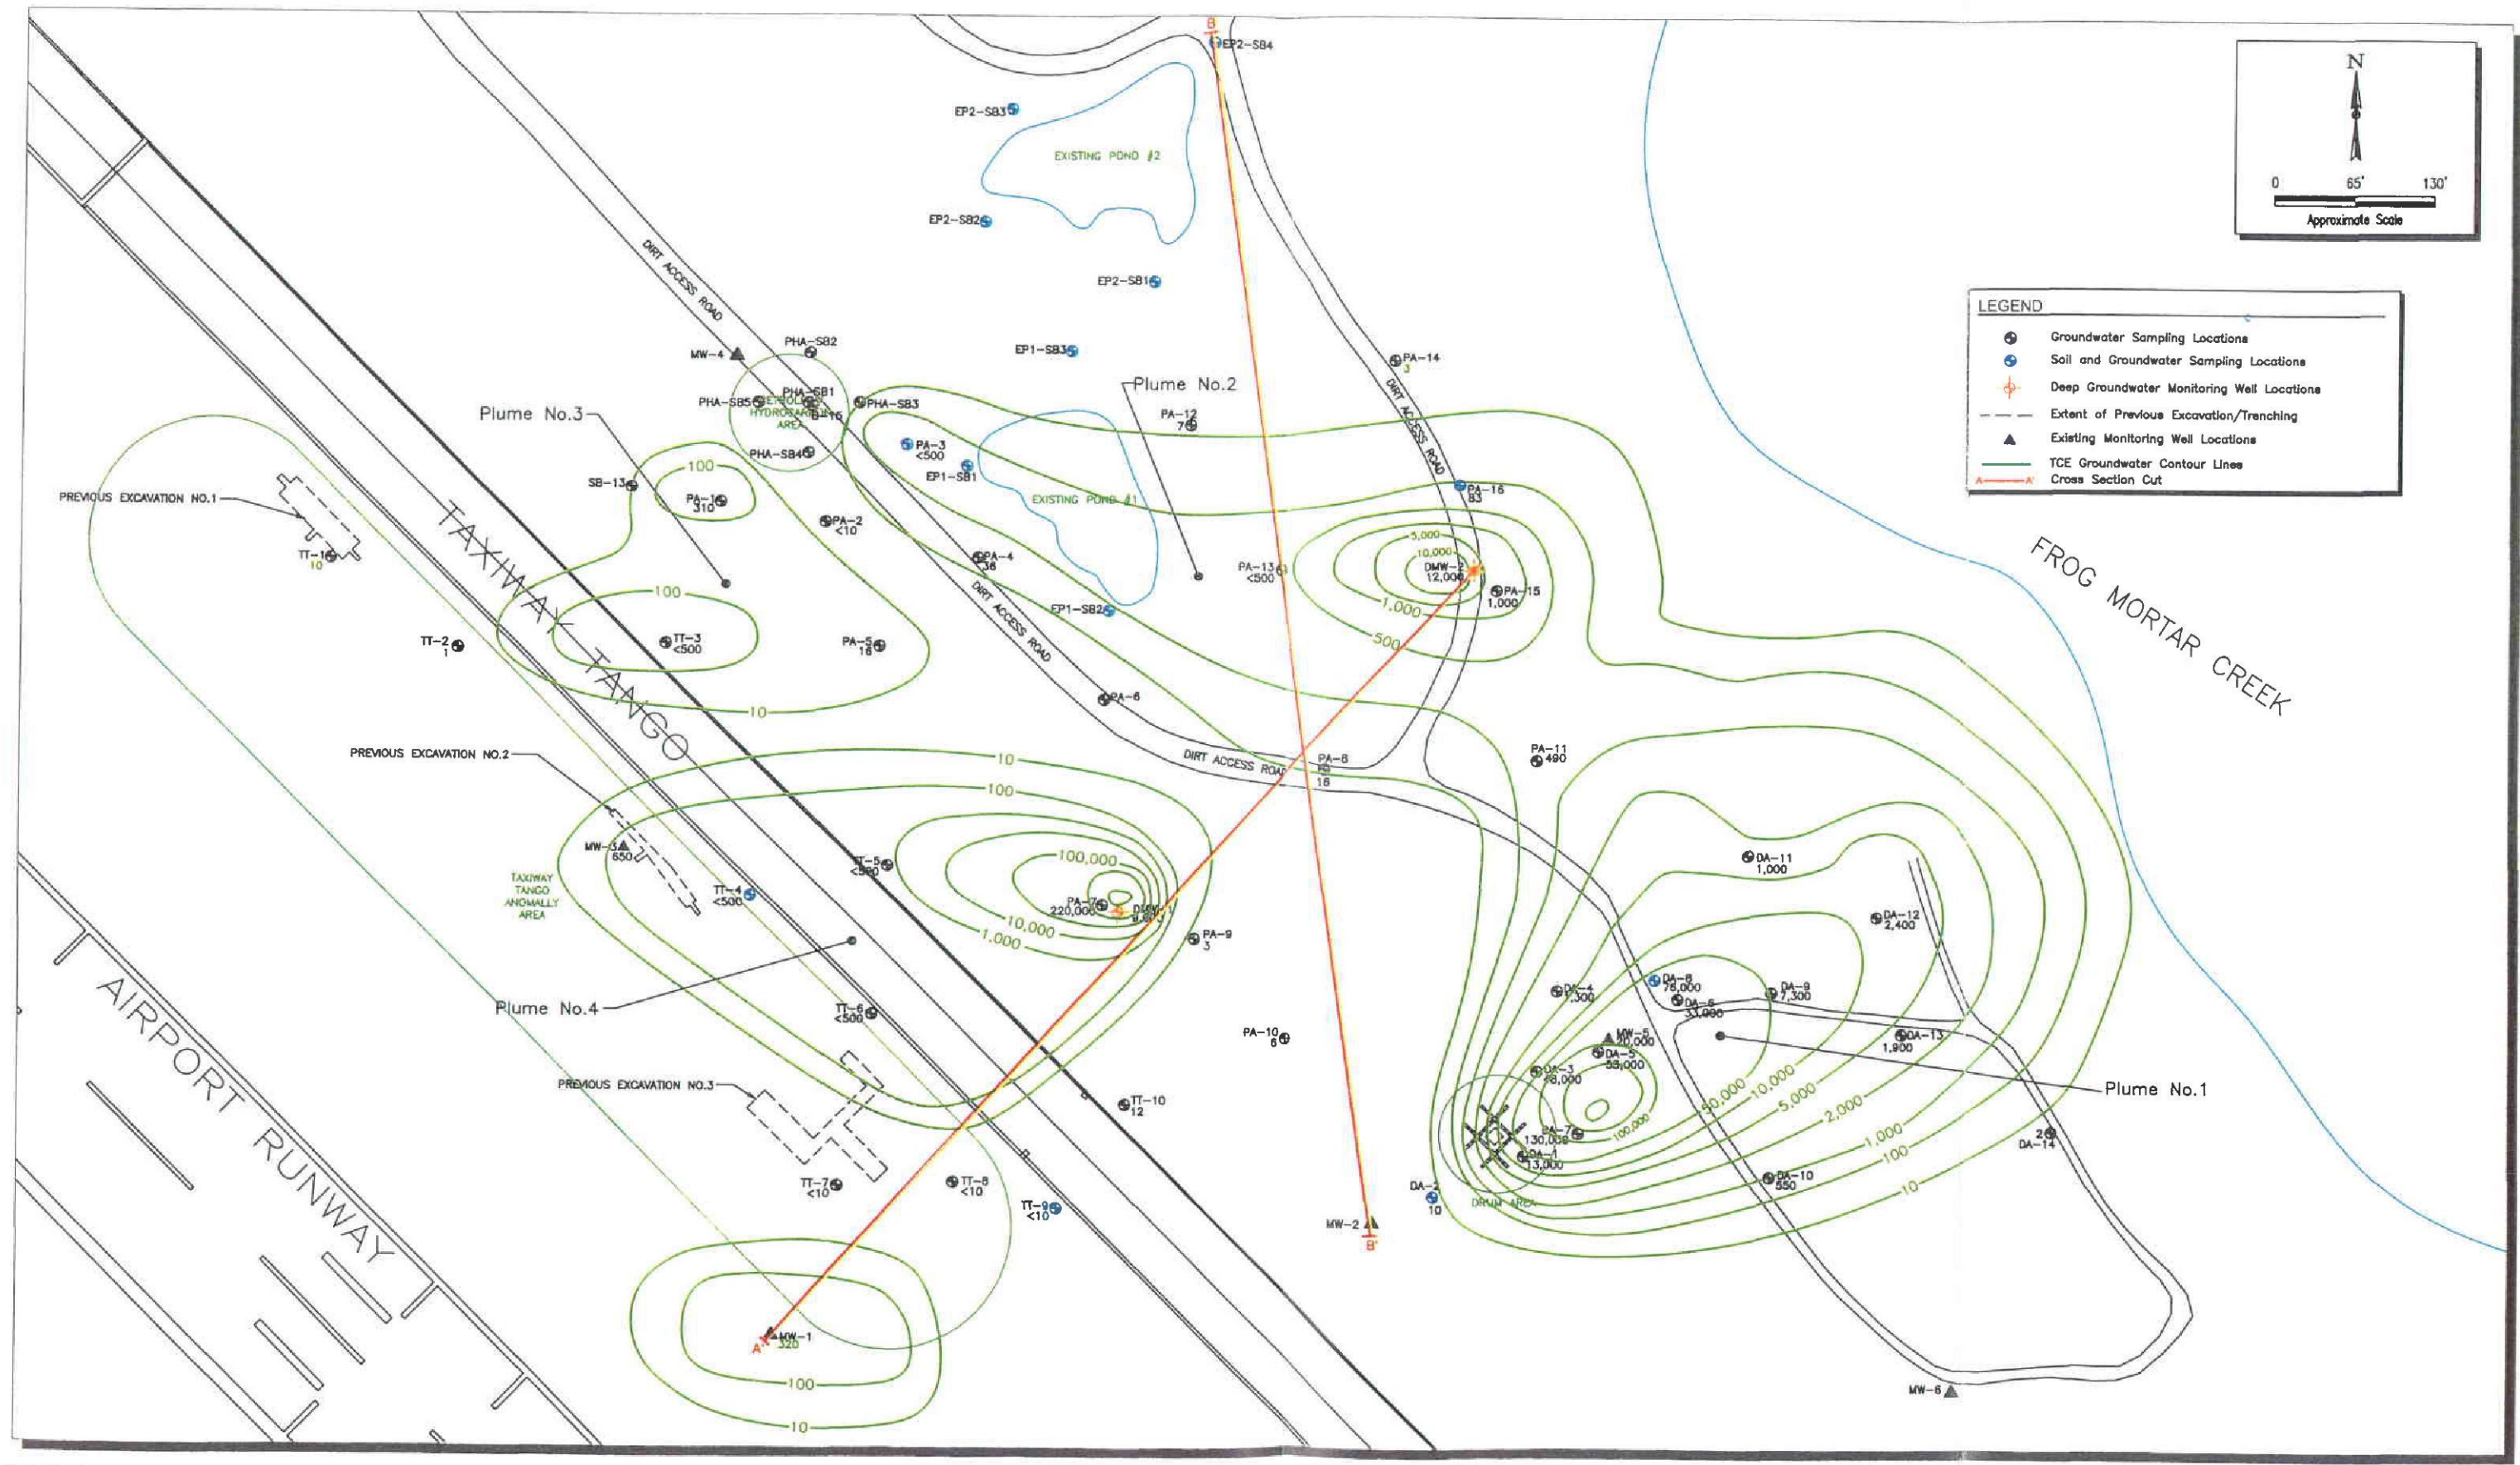 B
EP2-SB4
N
0 65' 130'
Approximate Scale
EP2-SB3
EXISTING POND #2
EP2-SB2
EP2-SB1
DIRT ACCESS ROAD
LEGEND
Groundwater Sampling Locations
Soil and Groundwater Sampling Locations
Deep Groundwater Monitoring Well Locations
Extent of Previous Excavation/Trenching
Existing Monitoring Well Locations
TCE Groundwater Contour Lines
A A' Cross Section Cut
MW-4
PHA-SB2
EP1-SB3
PA-14
3
Plume No.2
Plume No.3
PHA-SB1
PHA-SB5
PHA-SB3
HYDROCARBON
AREA
PHA-SB4
PA-12
7
DIRT ACCESS ROAD
PA-3
<500
EP1-SB1
EXISTING POND #1
100
SB-13
PA-1
310
PA-2
<10
PREVIOUS EXCAVATION NO.1
TT-1
10
TAXIWAY TANGO
PA-16
83
5,000
10,000
DMW-2
12,000
PA-13
<500
PA-15
1,000
1,000
500
PA-4
36
DIRT ACCESS ROAD
EP1-SB2
100
TT-3
<500
TT-2
1
PA-5
16
10
PA-6
FROG MORTAR CREEK
PREVIOUS EXCAVATION NO.2
10
DIRT ACCESS ROAD
PA-8
16
PA-11
490
100
MW-3
650
TT-5
<500
100,000
TAXIWAY
TANGO
ANOMALLY
AREA
TT-4
<500
PA-7
220,000
10,000
1,000
PA-9
3
DA-11
1,000
DA-12
2,400
Plume No.4
TT-6
<500
DA-8
75,000
DA-4
1,300
DA-6
33,000
DA-9
7,300
AIRPORT RUNWAY
PA-10
6
MW-5
20,000
DA-5
53,000
DA-13
1,900
DA-3
48,000
PREVIOUS EXCAVATION NO.3
Plume No.1
50,000
10,000
5,000
2,000
1,000
100
10
100,000
TT-10
12
PA-7
130,000
DA-1
13,000
2
DA-14
TT-7
<10
TT-8
<10
TT-9
<10
DA-2
10
DRUM AREA
DA-10
550
MW-2
B'
A'
MW-1
320
100
10
MW-6